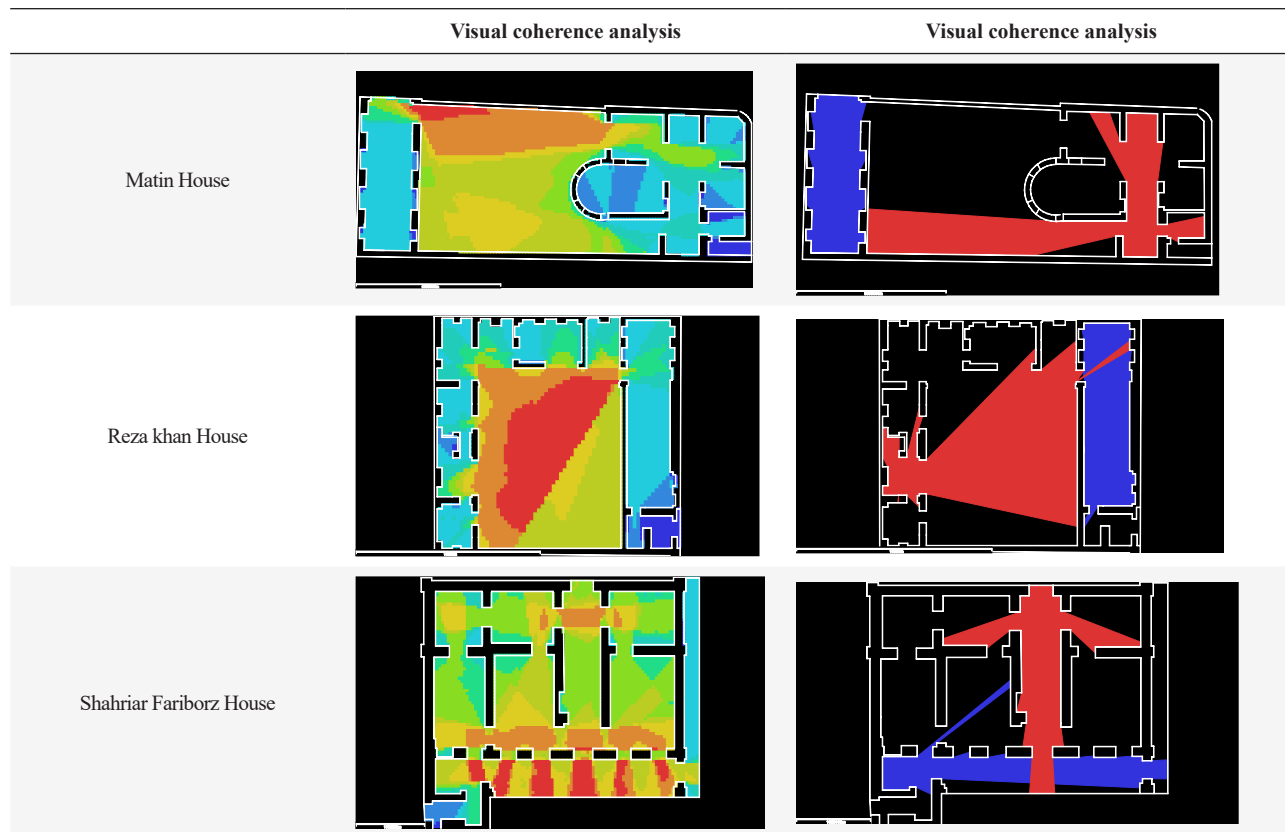 Visual coherence analysis Visual coherence analysis
Matin House
Reza khan House
Shahriar Fariborz House